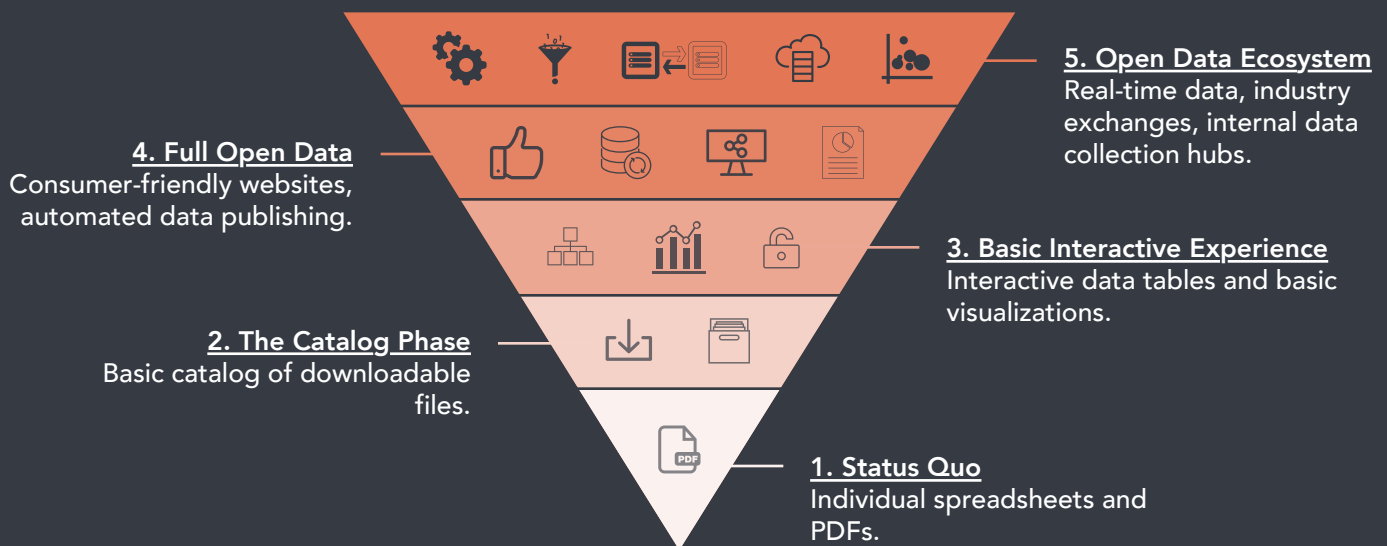 5. Open Data Ecosystem
Real-time data, industry
exchanges, internal data
collection hubs.
4. Full Open Data
Consumer-friendly websites,
automated data publishing.
3. Basic Interactive Experience
Interactive data tables and basic
visualizations.
2. The Catalog Phase
Basic catalog of downloadable
files.
PDF
1. Status Quo
Individual spreadsheets and
PDFs.